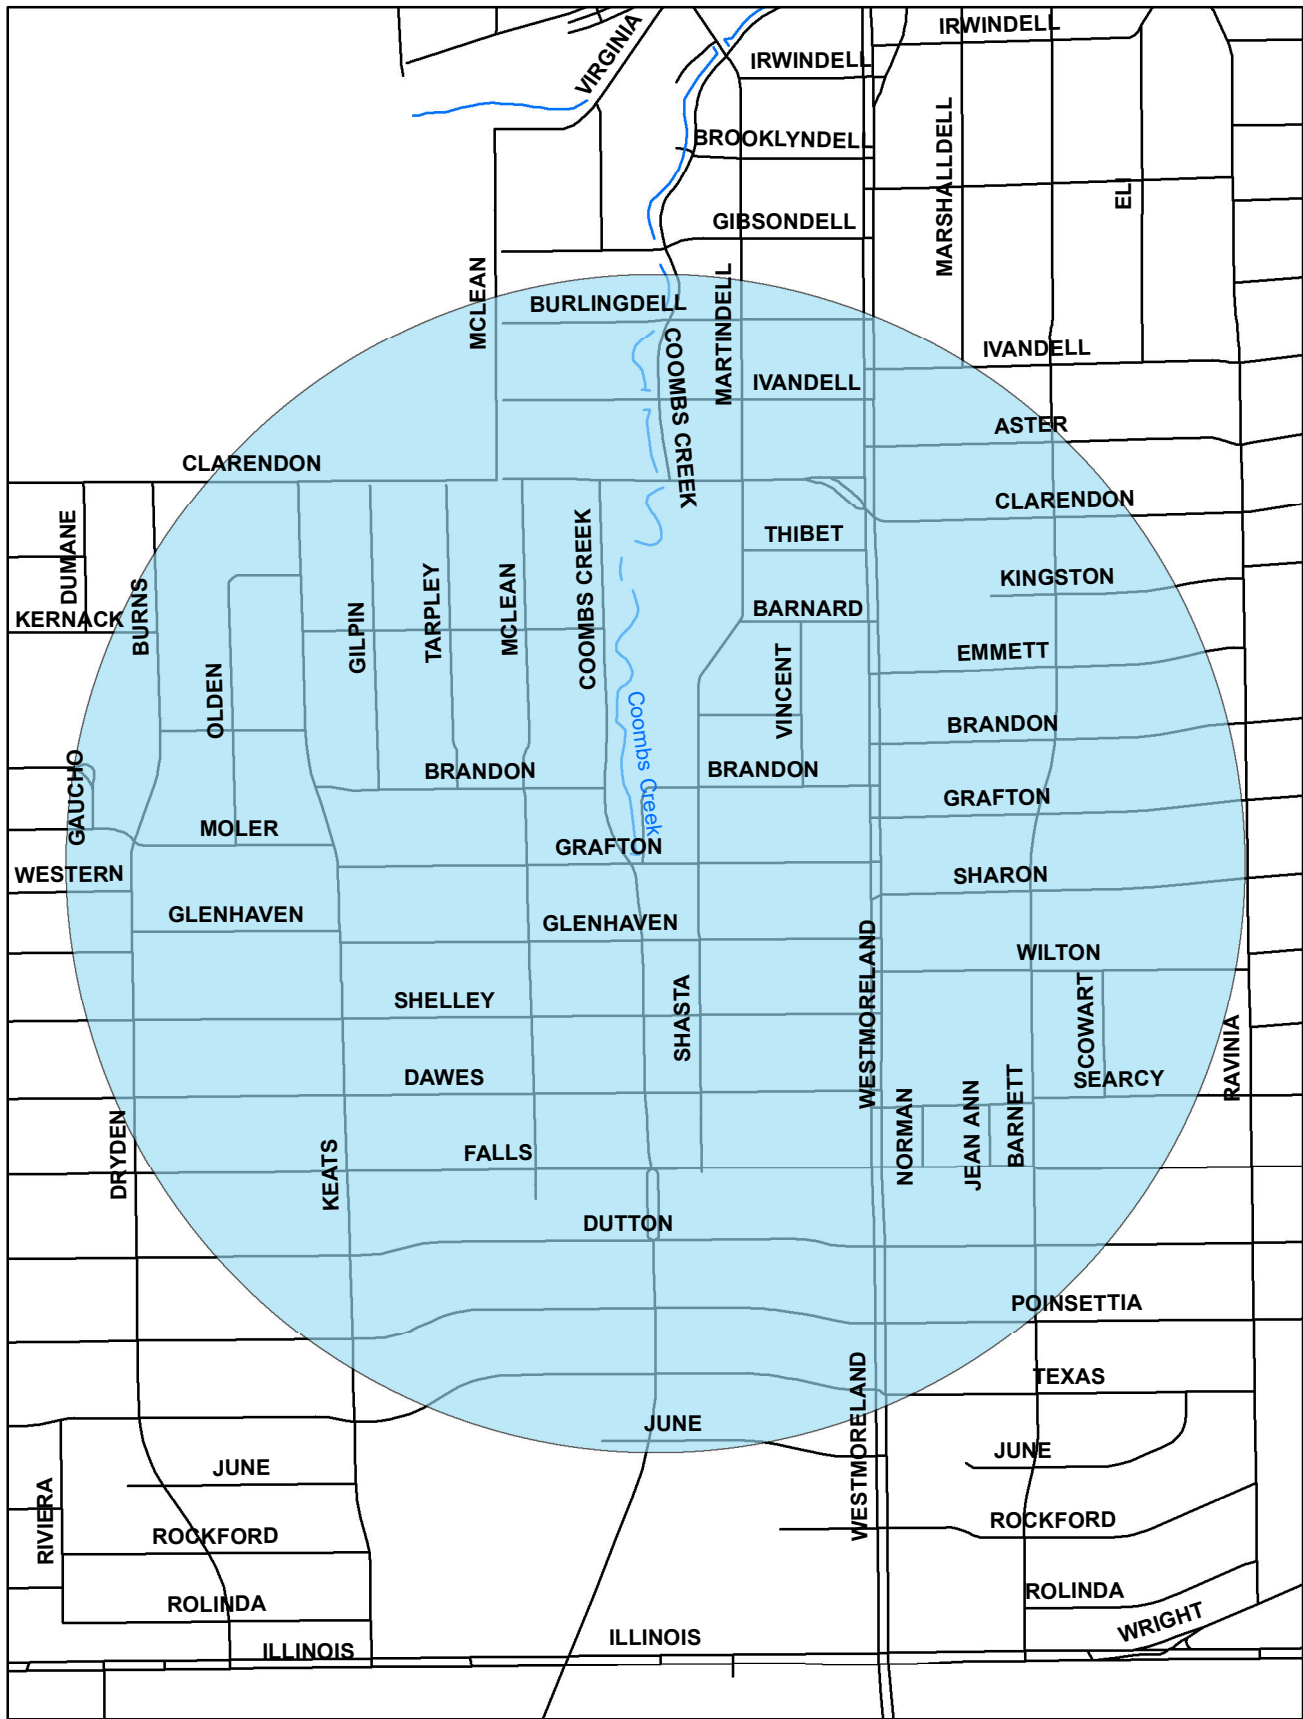 IRWINDELL
VIRGINIA
IRWINDELL
BROOKLYNDELL
MARSHALLDELL
ELI
GIBSONDELL
MCLEAN
BURLINGDELL
MARTINDELL
COOMBS CREEK
IVANDELL
IVANDELL
ASTER
CLARENDON
CLARENDON
DUMANE
THIBET
COOMBS CREEK
KINGSTON
BURNS
TARPLEY
MCLEAN
BARNARD
KERNACK
GILPIN
EMMETT
OLDEN
VINCENT
Coombs Creek
BRANDON
BRANDON
BRANDON
GAUCHO
GRAFTON
MOLER
GRAFTON
WESTERN
SHARON
GLENHAVEN
GLENHAVEN
WILTON
WESTMORELAND
SHELLEY
SHASTA
COWART
RAVINIA
DAWES
SEARCY
NORMAN
JEAN ANN
BARNETT
DRYDEN
KEATS
FALLS
DUTTON
POINSETTIA
TEXAS
WESTMORELAND
JUNE
JUNE
JUNE
RIVIERA
ROCKFORD
ROCKFORD
ROLINDA
ROLINDA
WRIGHT
ILLINOIS
ILLINOIS